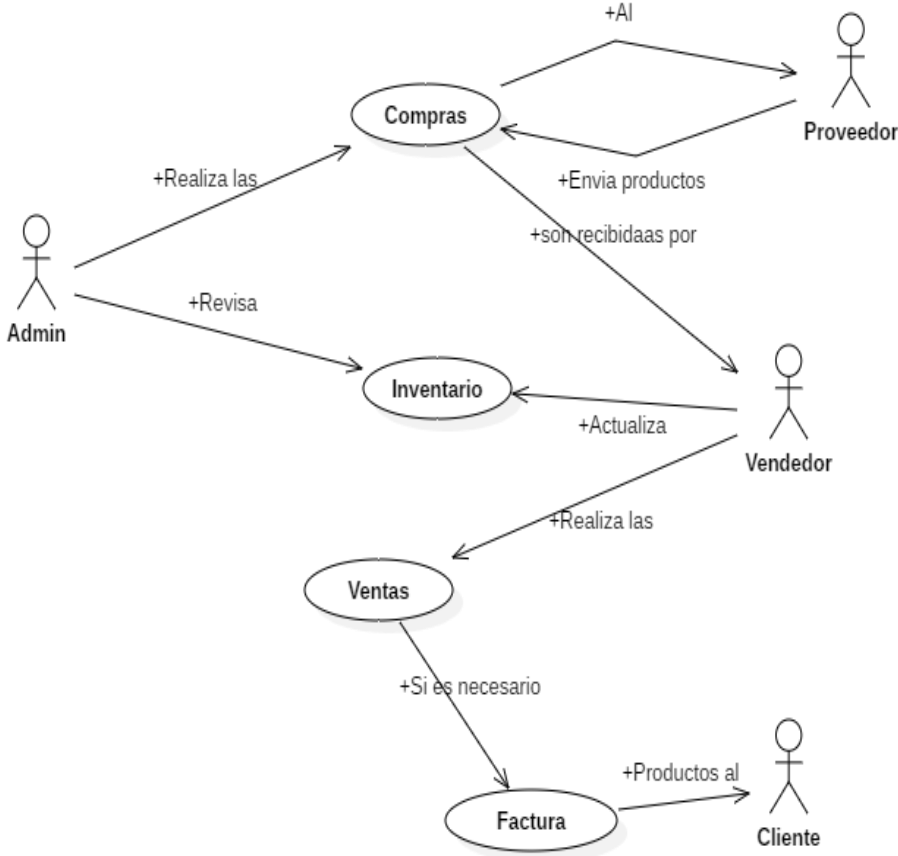 +Al
Compras
Proveedor
+Realiza las
+Envia productos
+son recibidaas por
+Revisa
Admin
Inventario
+Actualiza
Vendedor
+Realiza las
Ventas
+Si es necesario
+Productos al
Factura
Cliente